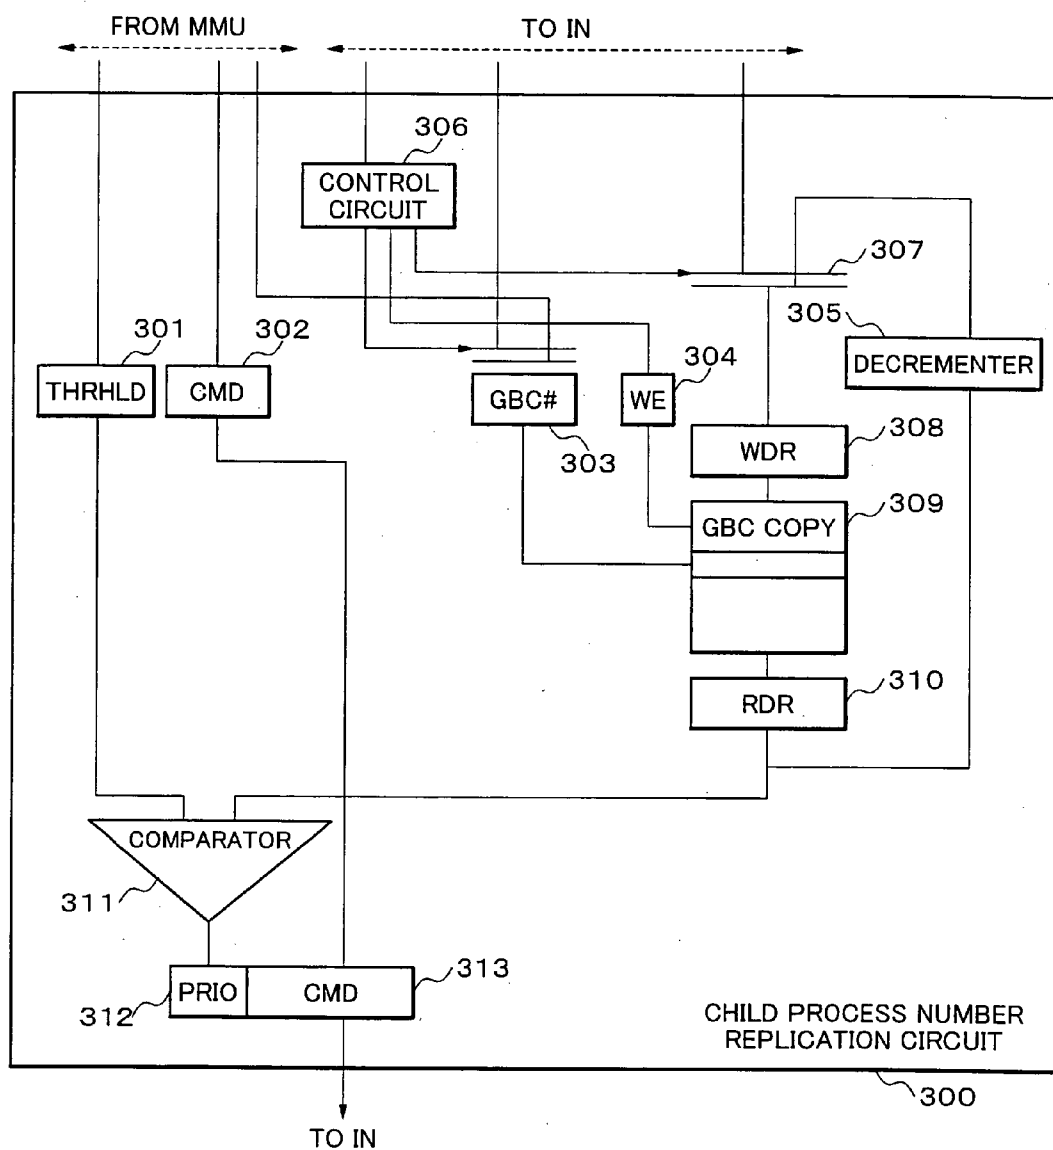 FROM MMU
TO IN
306
CONTROL
CIRCUIT
307
301
302
305
304
DECREMENTER
THRHLD
CMD
GBC#
WE
303
308
WDR
309
GBC COPY
310
RDR
COMPARATOR
311
313
PRIO
CMD
312
CHILD PROCESS NUMBER
REPLICATION CIRCUIT
300
TO IN